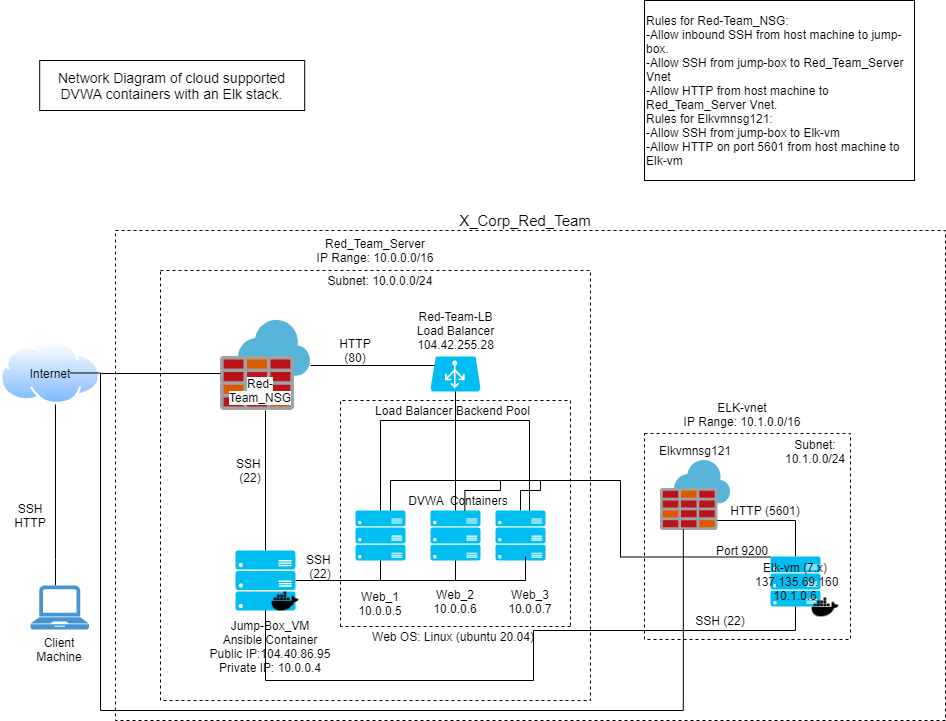 Rules for Red-Team_NSG:
-Allow inbound SSH from host machine to jump-
box.
-Allow SSH from jump-box to Red_Team_Server
Vnet
-Allow HTTP from host machine to
Red_Team_Server Vnet.
Rules for Elkvmnsg121:
-Allow SSH from jump-box to Elk-vm
-Allow HTTP on port 5601 from host machine to
Elk-vm
Network Diagram of cloud supported
DVWA containers with an Elk stack.
X_Corp_Red_Team
Red_Team_Server
IP Range: 10.0.0.0/16
Subnet: 10.0.0.0/24
Red-Team-LB
Load Balancer
104.42.255.28
HTTP
(80)
Internet
Red-
Team_NSG
Load Balancer Backend Pool
ELK-vnet
IP Range: 10.1.0.0/16
Subnet:
10.1.0.0/24
Elkvmnsg121
SSH
(22)
DVWA Containers
HTTP (5601)
SSH
HTTP
Port 9200
SSH
(22)
Elk-vm (7.x)
137.135.69.160
10.1.0.6
Web_1
10.0.0.5
Web_2
10.0.0.6
Web_3
10.0.0.7
SSH (22)
Jump-Box_VM
Ansible Container
Public IP:104.40.86.95
Private IP: 10.0.0.4
Web OS: Linux (ubuntu 20.04)
Client
Machine